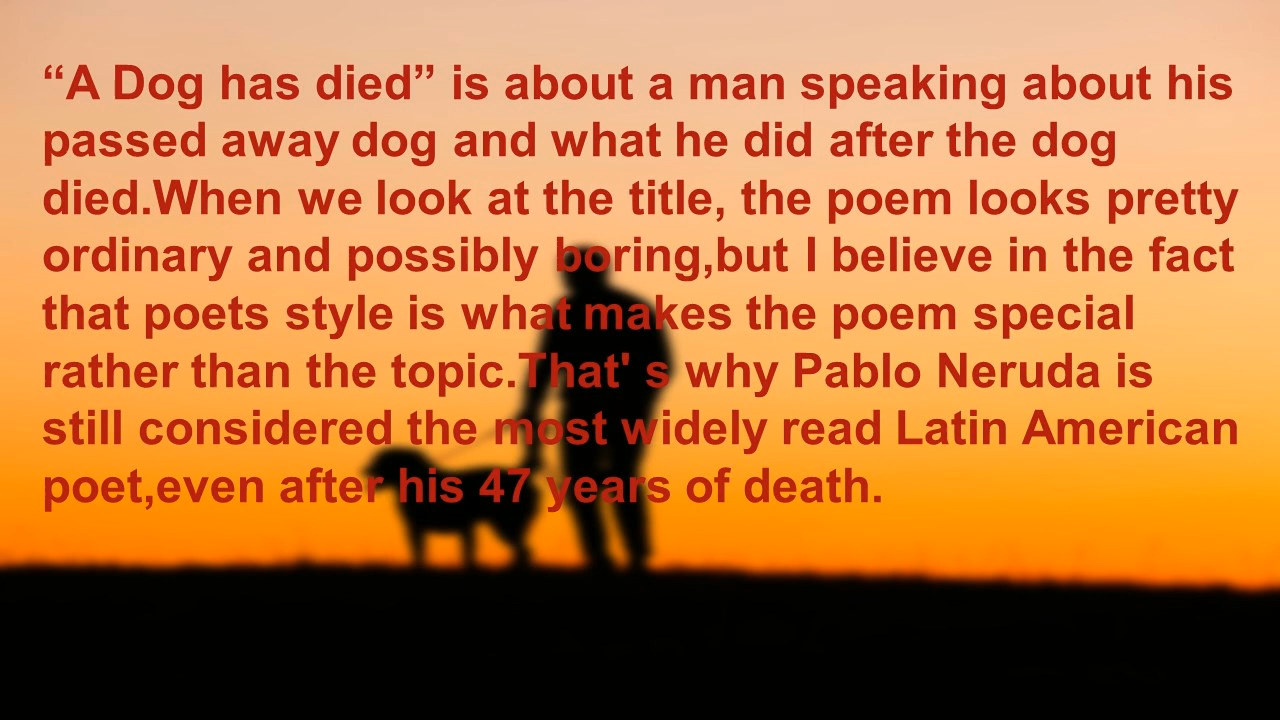 “A Dog has died” is about a man speaking about his
passed away dog and what he did after the dog
died.When we look at the title, the poem looks pretty
ordinary and possibly boring,but I believe in the fact
that poets style is what makes the poem special
rather than the topic.That' s why Pablo Neruda is
still considered the most widely read Latin American
poet,even after his 47 years of death.